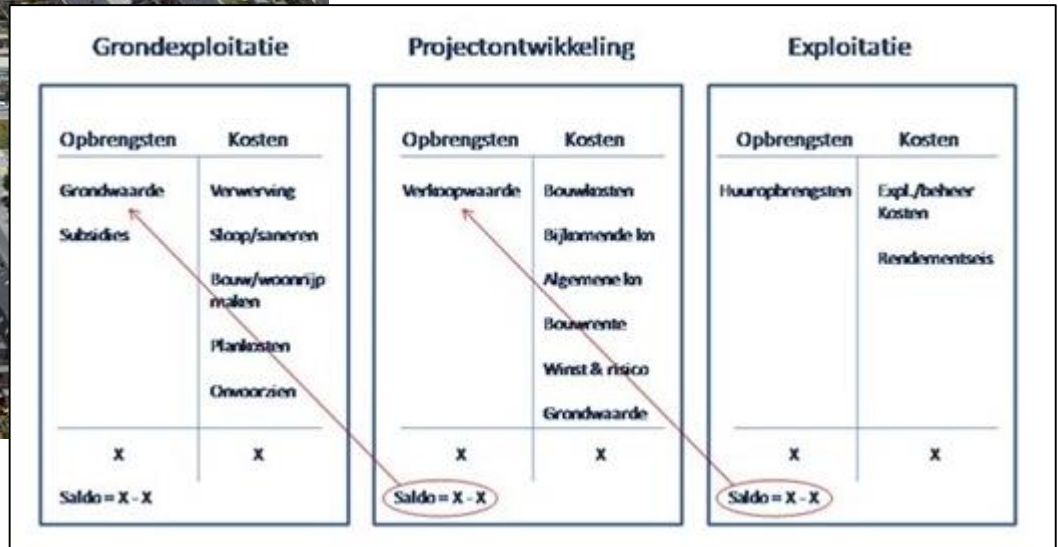 Grondexploitatie
Opbrengsten Kosten
Grondwaarde Verwerving
Subsidies Sloop/saneren
Bouw/woonrijp
maken
Plankosten
Onvoorzien
X X
Saldo = X - X
Projectontwikkeling
Opbrengsten Kosten
Verkoopwaarde Bouwkosten
Bijkomende kn
Algemene kn
Bouwrente
Winst & risico
Grondwaarde
X X
Saldo = X - X
Exploitatie
Opbrengsten Kosten
Huuropbrengsten Expl./beheer
Kosten
Rendementseis
X X
Saldo = X - X